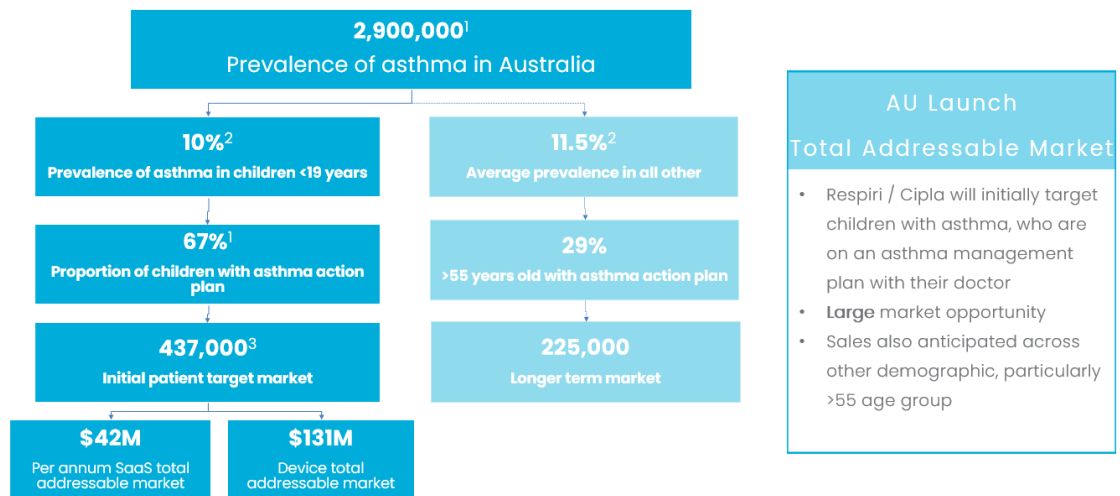 2,900,000¹
Prevalence of asthma in Australia
10%²
Prevalence of asthma in children <19 years
67%¹
Proportion of children with asthma action
plan
437,000³
Initial patient target market
$42M
Per annum SaaS total
addressable market
$131M
Device total
addressable market
11.5%²
Average prevalence in all other
29%
>55 years old with asthma action plan
225,000
Longer term market
AU Launch
Total Addressable Market
• Respiri / Cipla will initially target
children with asthma, who are
on an asthma management
plan with their doctor
• Large market opportunity
• Sales also anticipated across
other demographic, particularly
>55 age group